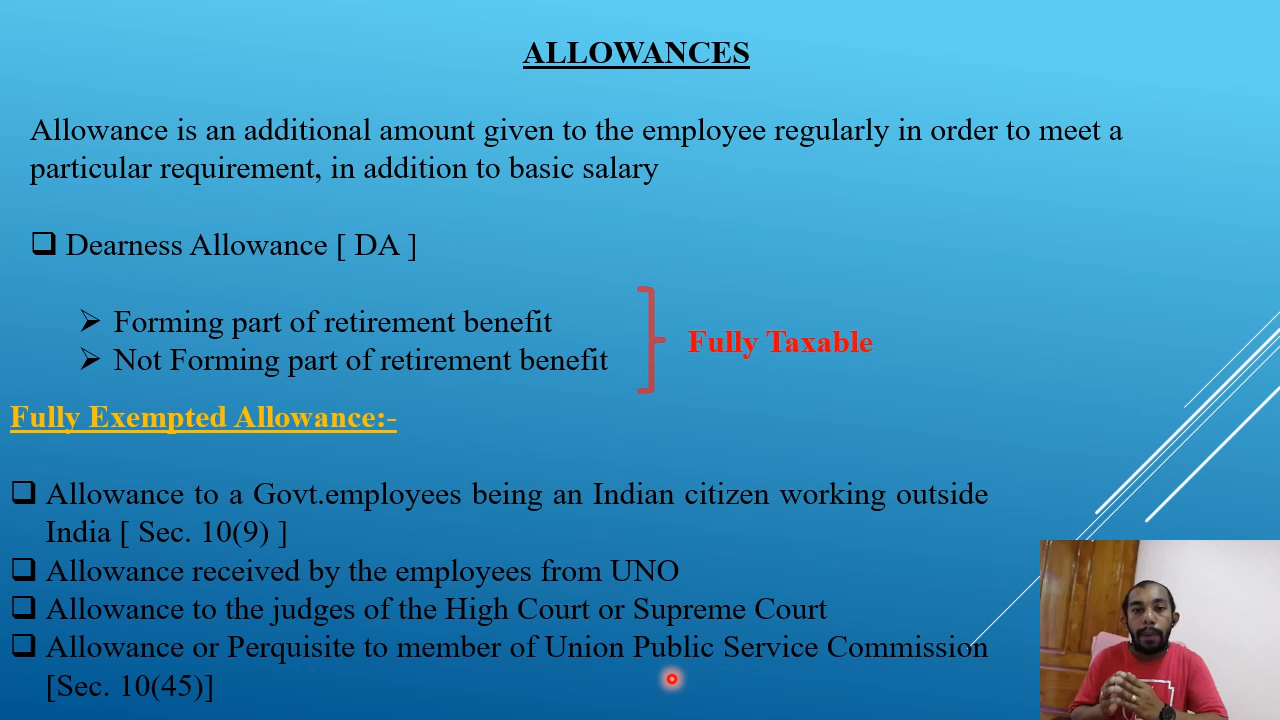 ALLOWANCES
Allowance is an additional amount given to the employee regularly in order to meet a
particular requirement, in addition to basic salary
❑ Dearness Allowance [ DA ]
➢ Forming part of retirement benefit
➢ Not Forming part of retirement benefit
Fully Taxable
Fully Exempted Allowance:-
❑ Allowance to a Govt.employees being an Indian citizen working outside
India [ Sec. 10(9) ]
❑ Allowance received by the employees from UNO
❑ Allowance to the judges of the High Court or Supreme Court
❑ Allowance or Perquisite to member of Union Public Service Commission
[Sec. 10(45)]